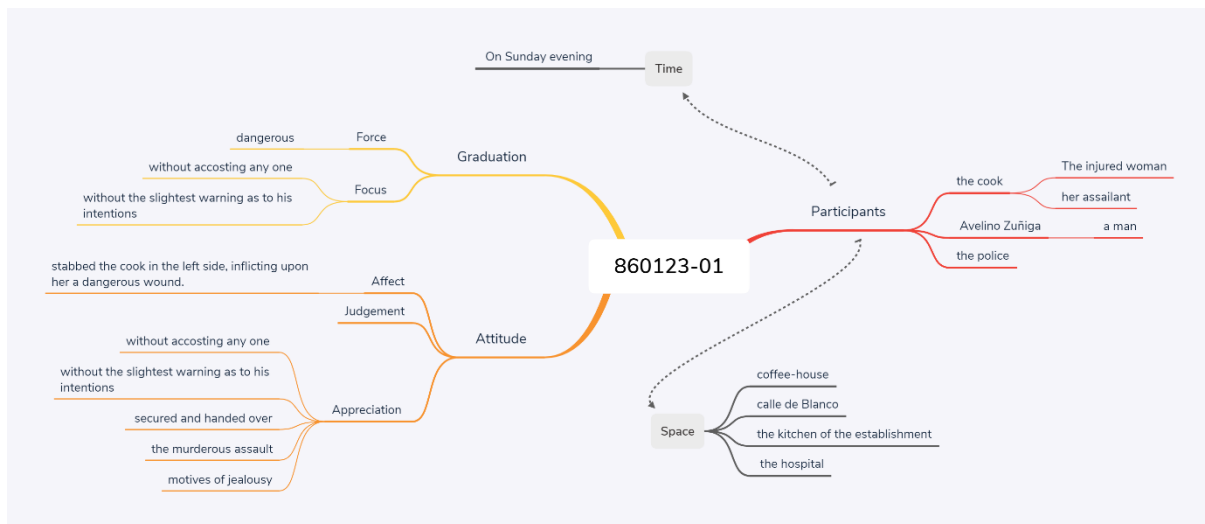 860123-01
Time
On Sunday evening
Graduation
Force
dangerous
Focus
without accosting any one
without the slightest warning as to his
intentions
Attitude
Affect
stabbed the cook in the left side, inflicting upon
her a dangerous wound.
Judgement
Appreciation
without accosting any one
without the slightest warning as to his
intentions
secured and handed over
the murderous assault
motives of jealousy
Participants
the cook
The injured woman
her assailant
Avelino Zuñiga
a man
the police
Space
coffee-house
calle de Blanco
the kitchen of the establishment
the hospital